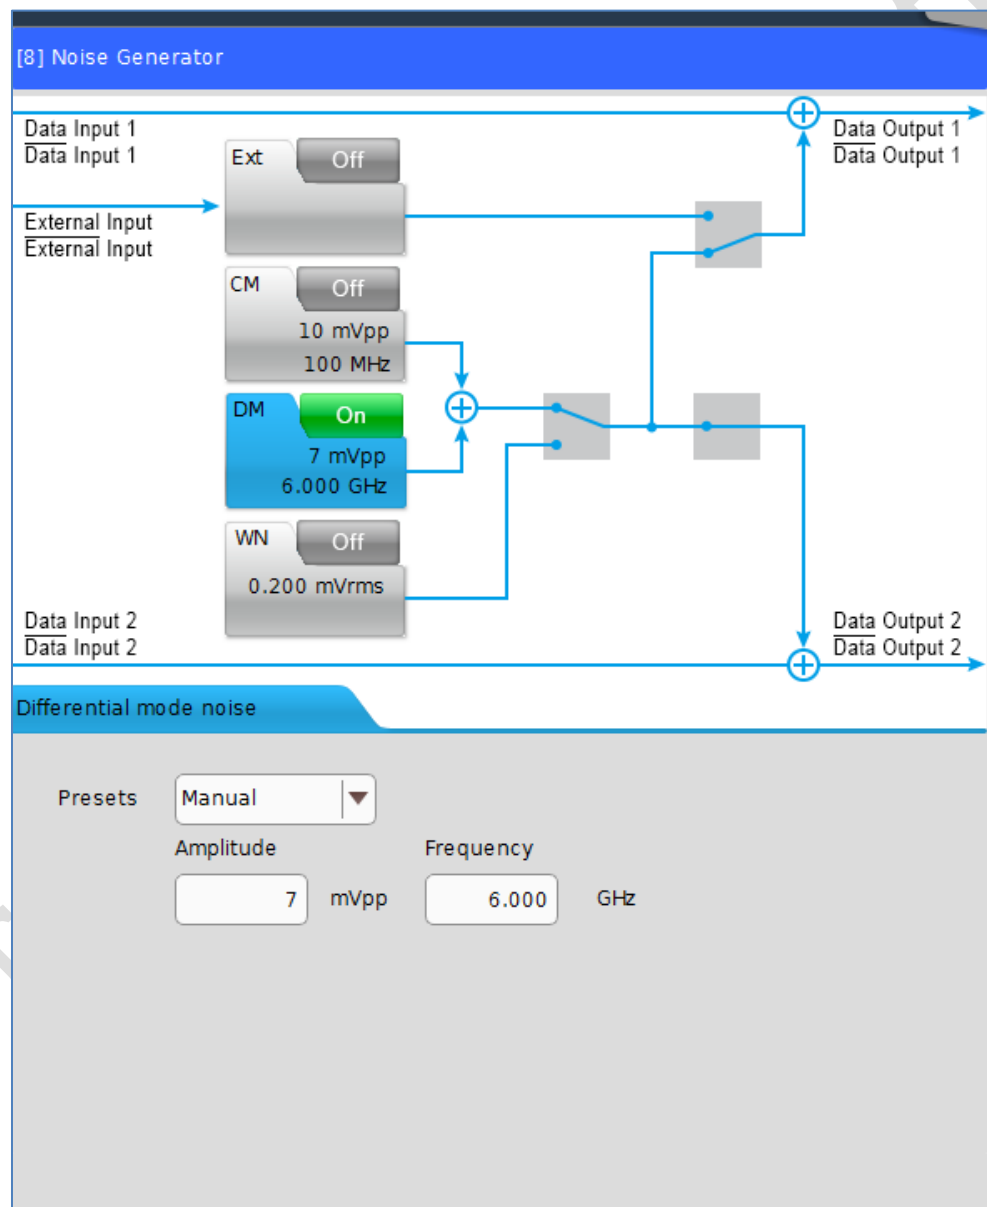 [8] Noise Generator
Data Input 1
Data Input 1
Data Output 1
Data Output 1
Ext
Off
External Input
External Input
CM
Off
10 mVpp
100 MHz
DM
On
7 mVpp
6.000 GHz
WN
Off
0.200 mVrms
Data Input 2
Data Input 2
Data Output 2
Data Output 2
Differential mode noise
Presets
Manual
Amplitude
Frequency
7 mVpp
6.000 GHz